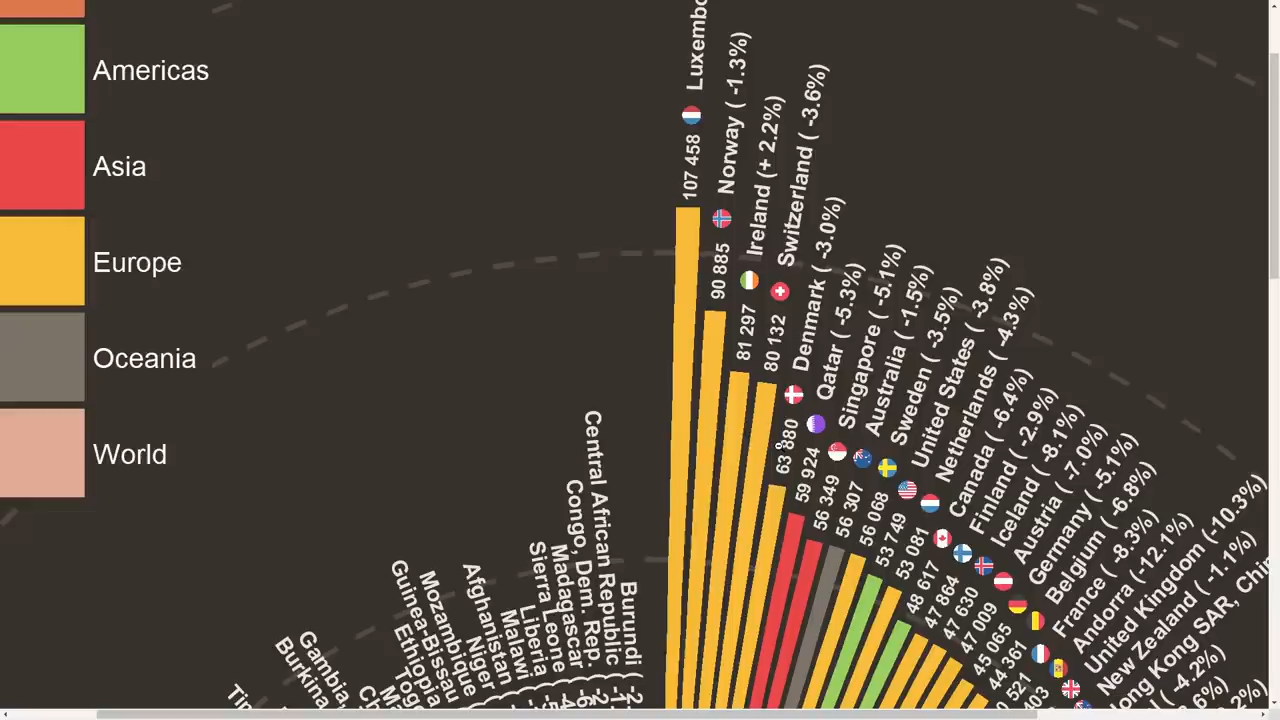 Americas
Asia
Europe
Oceania
World
107 458
Norway ( -1.3%)
90 885
Ireland (+ 2.2%)
81 297
Switzerland ( -3.6%)
80 132
Denmark ( -3.0%)
63 880
Qatar ( -5.3%)
59 924
Singapore ( -5.1%)
56 349
Australia ( -1.5%)
56 307
Sweden ( -3.5%)
56 068
United States ( -3.8%)
53 749
Netherlands ( -4.3%)
53 081
Canada ( -6.4%)
48 617
Finland ( -2.9%)
47 864
Iceland ( -8.1%)
47 630
Austria ( -7.0%)
47 009
Germany ( -5.1%)
45 065
Belgium ( -6.8%)
44 361
France ( -8.3%)
Andorra ( -12.1%)
United Kingdom ( -10.3%)
New Zealand ( -1.1%)
Kong SAR,
Burundi
Central African Republic
Congo, Dem. Rep.
Madagascar
Sierra Leone
Liberia
Malawi
Afghanistan
Niger
Mozambique
Guinea-Bissau
Ethiopia
Gambia,